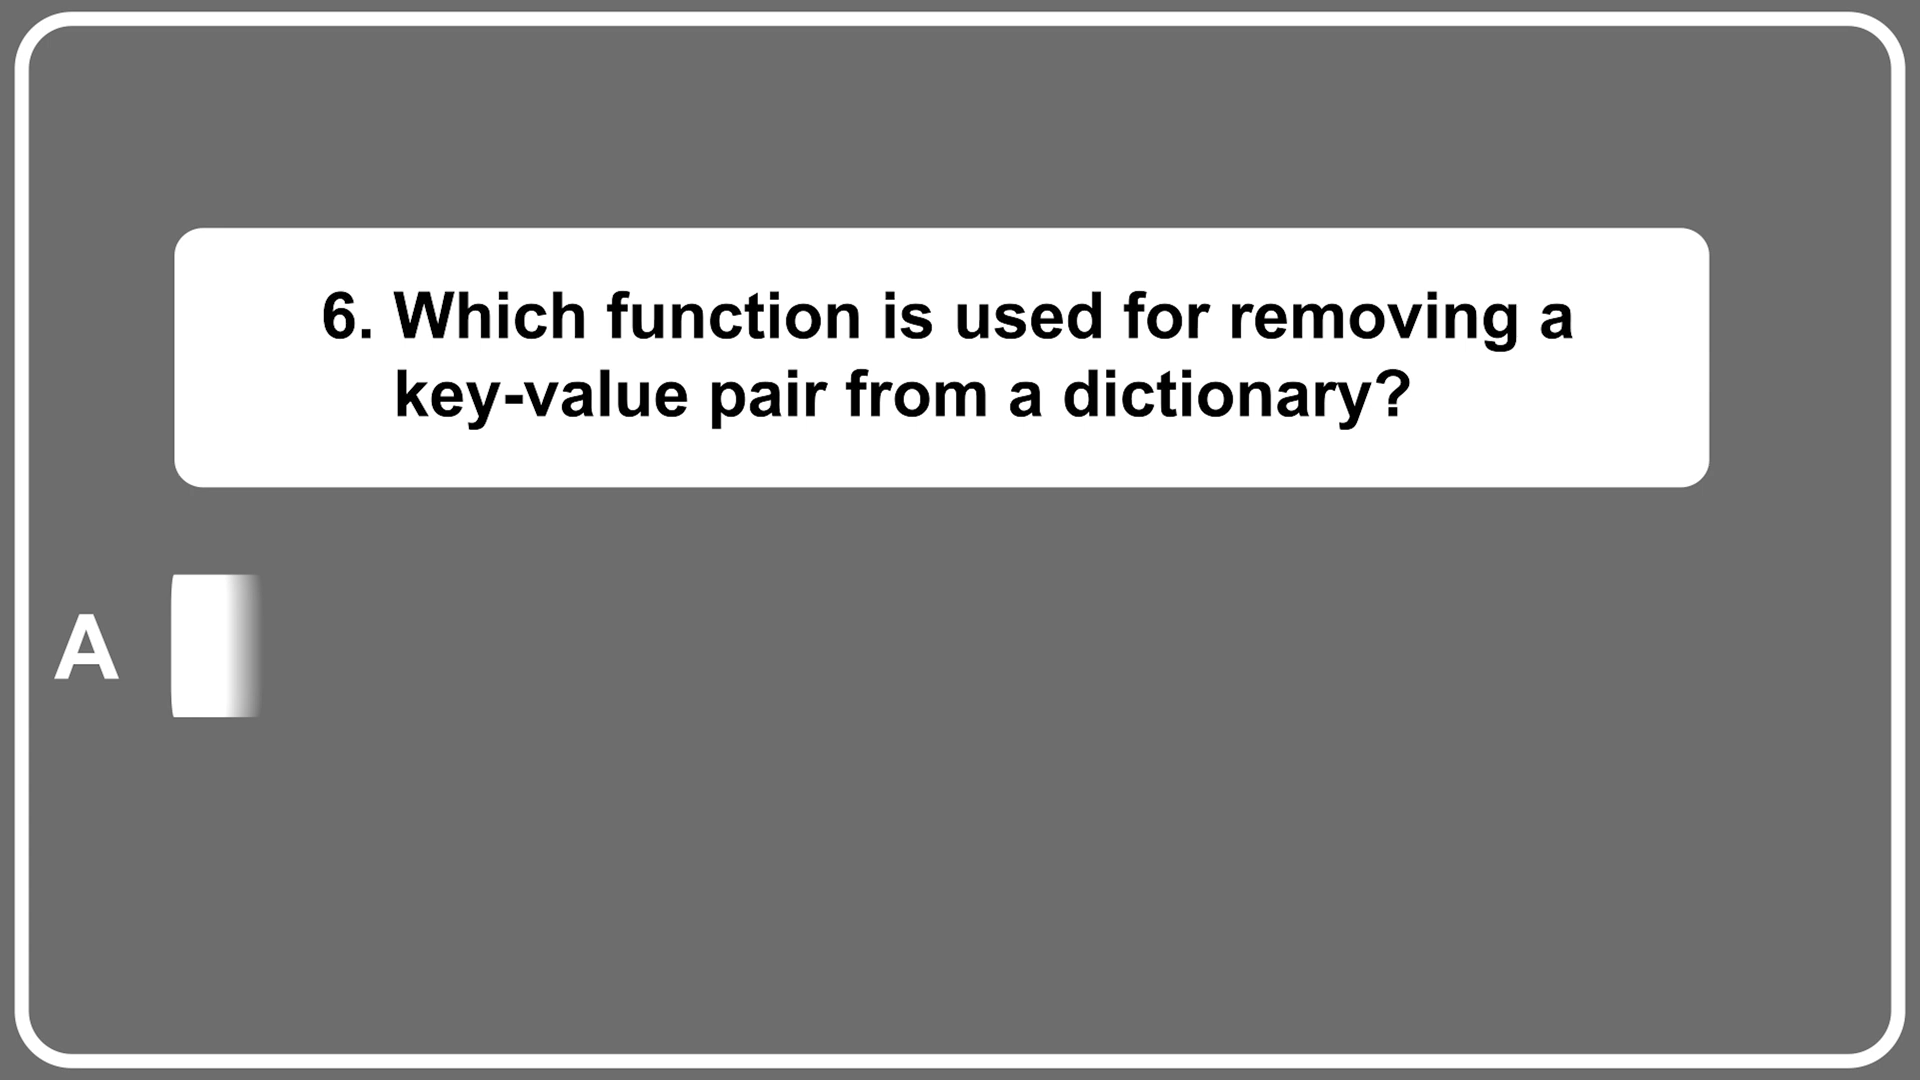 6. Which function is used for removing a
key-value pair from a dictionary?
A